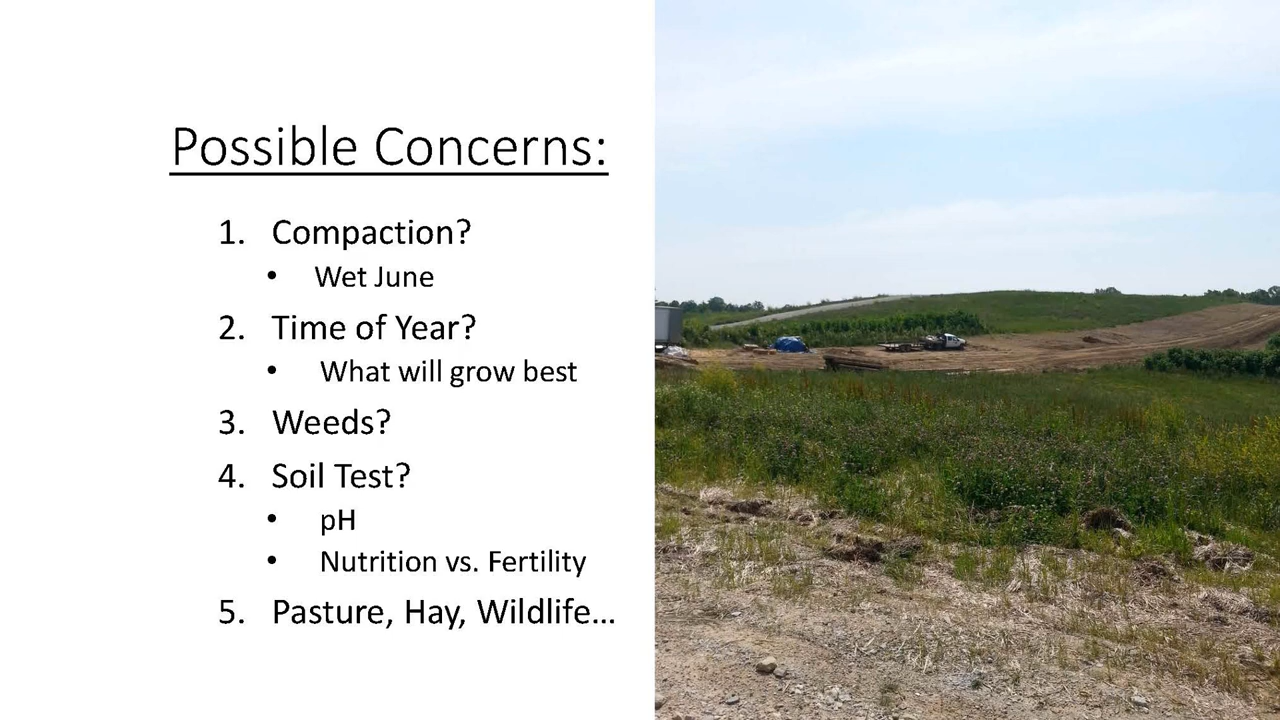 Possible Concerns:
1. Compaction?
• Wet June
2. Time of Year?
• What will grow best
3. Weeds?
4. Soil Test?
• pH
• Nutrition vs. Fertility
5. Pasture, Hay, Wildlife...